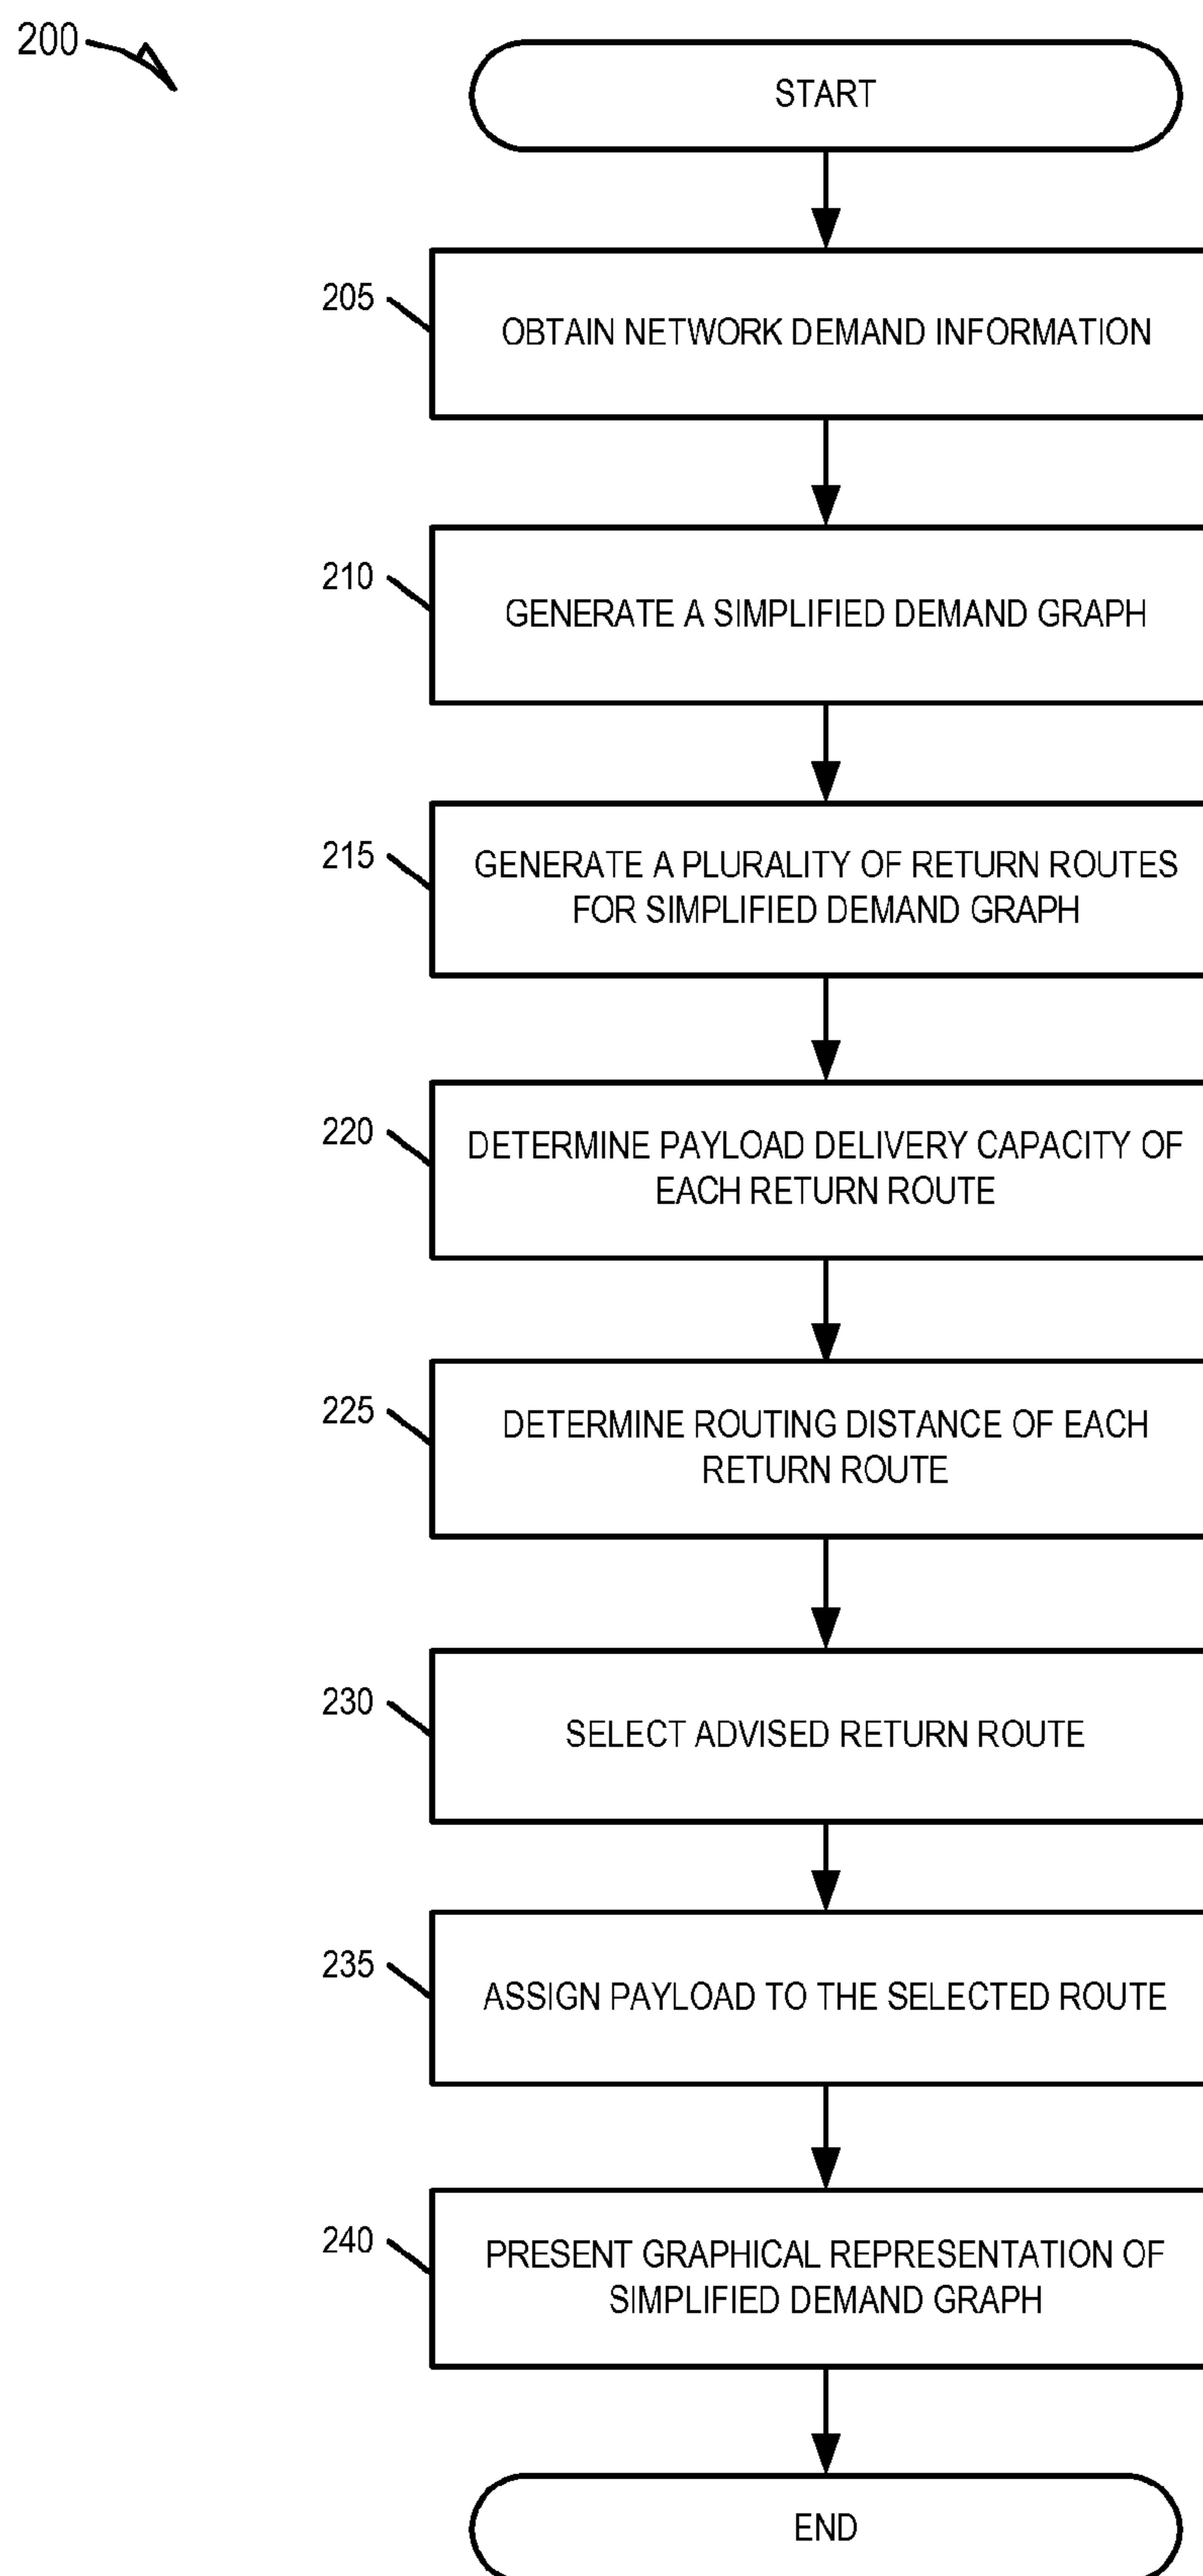 200
START
205
OBTAIN NETWORK DEMAND INFORMATION
210
GENERATE A SIMPLIFIED DEMAND GRAPH
215
GENERATE A PLURALITY OF RETURN ROUTES
FOR SIMPLIFIED DEMAND GRAPH
220
DETERMINE PAYLOAD DELIVERY CAPACITY OF
EACH RETURN ROUTE
225
DETERMINE ROUTING DISTANCE OF EACH
RETURN ROUTE
230
SELECT ADVISED RETURN ROUTE
235
ASSIGN PAYLOAD TO THE SELECTED ROUTE
240
PRESENT GRAPHICAL REPRESENTATION OF
SIMPLIFIED DEMAND GRAPH
END